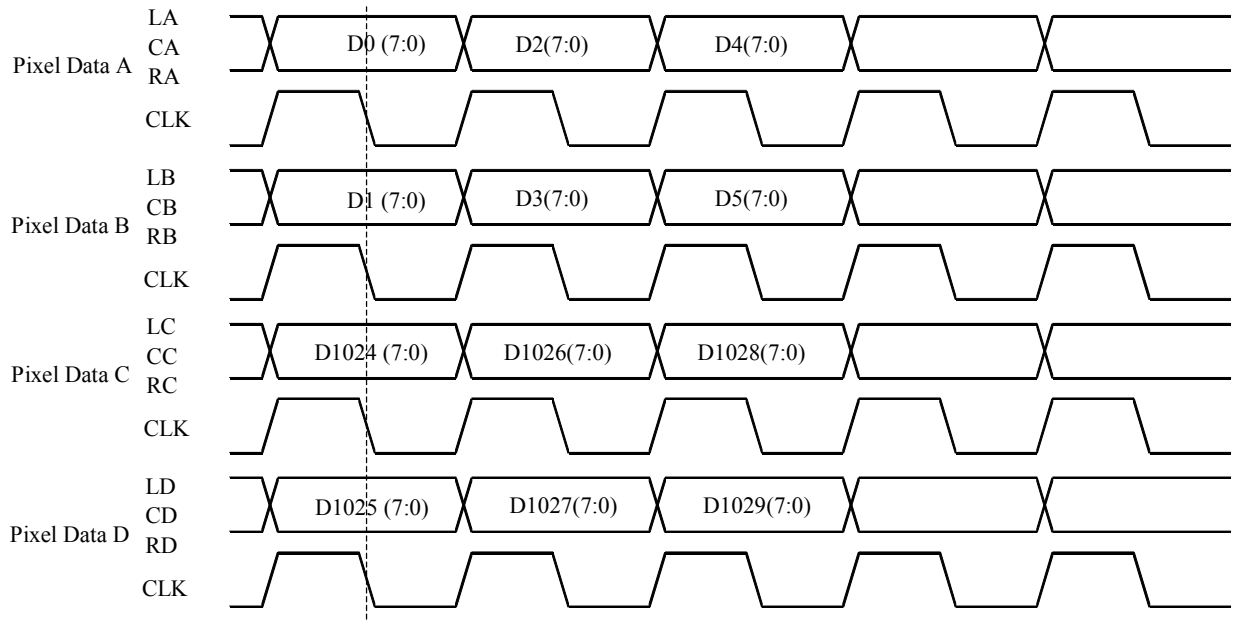 LA
CA
Pixel Data A
RA
D0 (7:0) D2(7:0) D4(7:0)
CLK
LB
CB
Pixel Data B
RB
D1 (7:0) D3(7:0) D5(7:0)
CLK
LC
CC
Pixel Data C
RC
D1024 (7:0) D1026(7:0) D1028(7:0)
CLK
LD
CD
Pixel Data D
RD
D1025 (7:0) D1027(7:0) D1029(7:0)
CLK